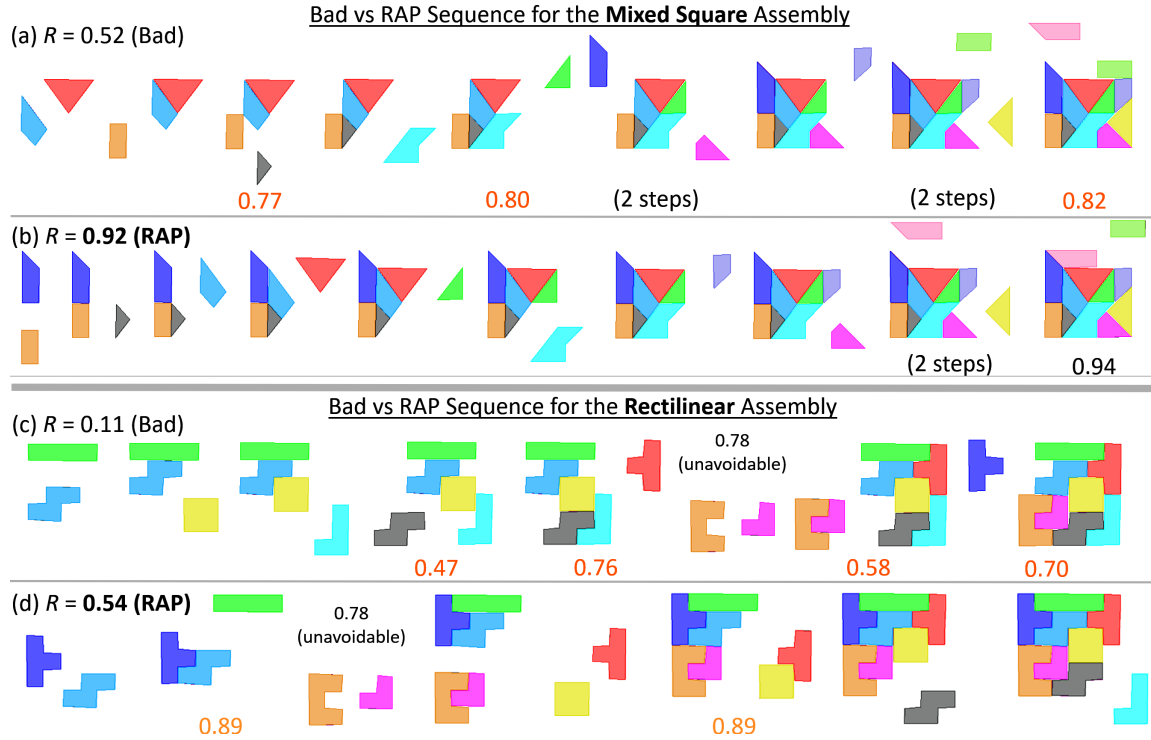 Bad vs RAP Sequence for the Mixed Square Assembly
(a) R = 0.52 (Bad)
0.77
0.80
(2 steps)
(2 steps)
0.82
(b) R = 0.92 (RAP)
(2 steps)
0.94
Bad vs RAP Sequence for the Rectilinear Assembly
(c) R = 0.11 (Bad)
0.78
(unavoidable)
0.47
0.76
0.58
0.70
(d) R = 0.54 (RAP)
0.78
(unavoidable)
0.89
0.89